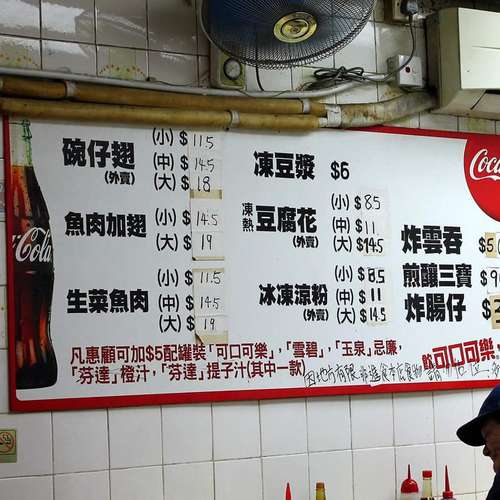 碗仔翅
(外賣)
(小) $ 11.5
(中) $ 14.5
(大) $ 18
魚肉加翅
(小) $ 14.5
(大) $ 19
生菜魚肉
(小) $ 11.5
(中) $ 14.5
(大) $ 19
凍豆漿 $6
凍熱 豆腐花
(外賣)
(小) $ 8.5
(中) $ 11
(大) $14.5
冰凍涼粉
(外賣)
(小) $ 8.5
(中) $ 11
(大) $ 14.5
炸雲吞 $5.
煎釀三寶 $9
炸腸仔 $
凡惠顧可加$5配罐裝「可口可樂」,「雪碧」,「玉泉」忌廉,
「芬達」橙汁,「芬達」提子汁(其中一款)
飲可口可樂
因地方有限
Coca
Coca